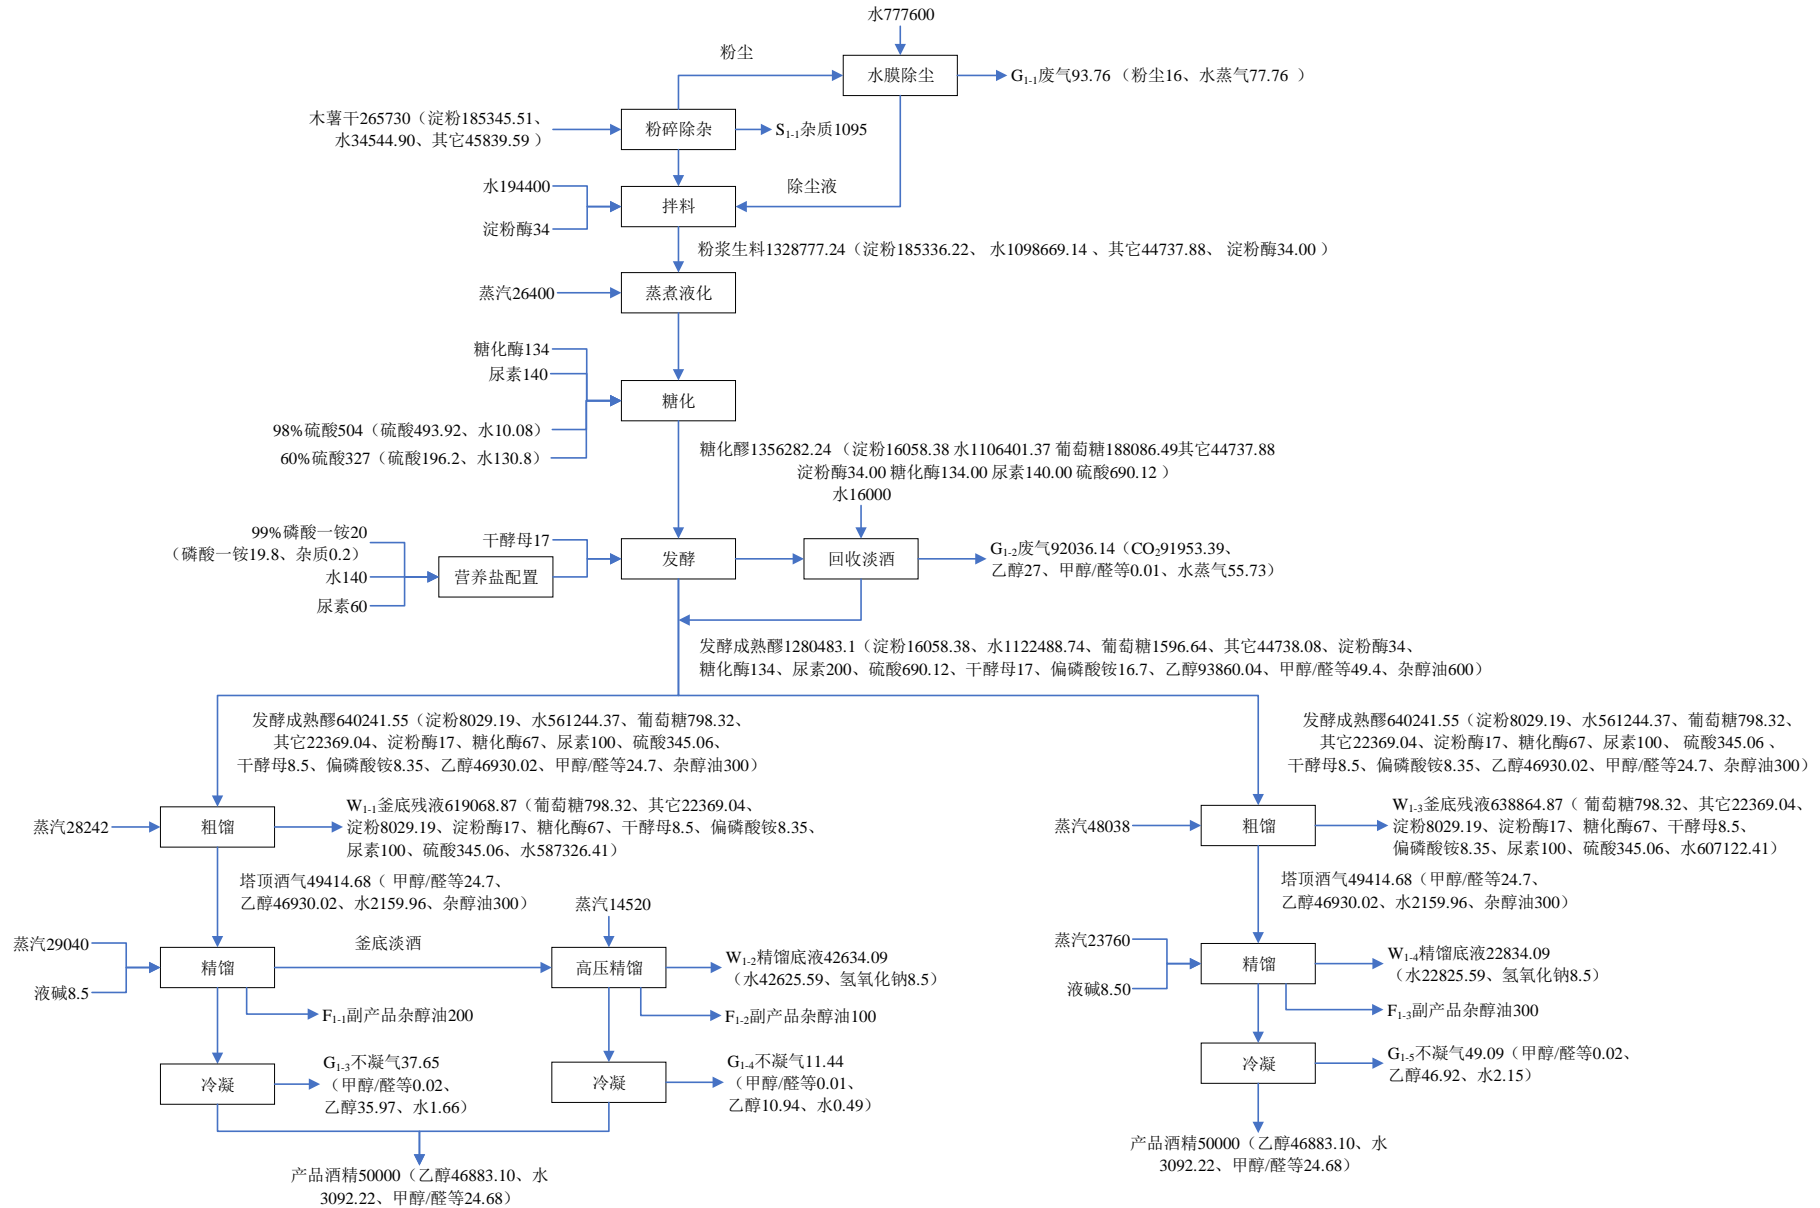 水777600
粉尘
水膜除尘
G1-1废气93.76 （粉尘16、水蒸气77.76 ）
木薯干265730（淀粉185345.51、
水34544.90、其它45839.59 ）
粉碎除杂
S1-1杂质1095
水194400
除尘液
拌料
淀粉酶34
粉浆生料1328777.24（淀粉185336.22、 水1098669.14 、其它44737.88、 淀粉酶34.00 ）
蒸汽26400
蒸煮液化
糖化酶134
尿素140
糖化
98%硫酸504（硫酸493.92、水10.08）
60%硫酸327（硫酸196.2、水130.8）
糖化醪1356282.24 （淀粉16058.38 水1106401.37 葡萄糖188086.49其它44737.88
淀粉酶34.00 糖化酶134.00 尿素140.00 硫酸690.12 ）
水16000
99%磷酸一铵20
（磷酸一铵19.8、杂质0.2）
水140
尿素60
营养盐配置
干酵母17
发酵
回收淡酒
G1-2废气92036.14（CO₂91953.39、
乙醇27、甲醇/醛等0.01、水蒸气55.73）
发酵成熟醪1280483.1（淀粉16058.38、水1122488.74、葡萄糖1596.64、其它44738.08、淀粉酶34、
糖化酶134、尿素200、硫酸690.12、干酵母17、偏磷酸铵16.7、乙醇93860.04、甲醇/醛等49.4、杂醇油600）
发酵成熟醪640241.55（淀粉8029.19、水561244.37、葡萄糖798.32、
其它22369.04、淀粉酶17、糖化酶67、尿素100、硫酸345.06、
干酵母8.5、偏磷酸铵8.35、乙醇46930.02、甲醇/醛等24.7、杂醇油300）
蒸汽28242
粗馏
W1-1釜底残液619068.87（葡萄糖798.32、其它22369.04、
淀粉8029.19、淀粉酶17、糖化酶67、干酵母8.5、偏磷酸铵8.35、
尿素100、硫酸345.06、水587326.41）
塔顶酒气49414.68（ 甲醇/醛等24.7、
乙醇46930.02、水2159.96、杂醇油300）
蒸汽14520
蒸汽29040
液碱8.5
精馏
釜底淡酒
高压精馏
W1-2精馏底液42634.09
（水42625.59、氢氧化钠8.5）
F1-1副产品杂醇油200
F1-2副产品杂醇油100
冷凝
G1-3不凝气37.65
（甲醇/醛等0.02、
乙醇35.97、水1.66）
冷凝
G1-4不凝气11.44
（甲醇/醛等0.01、
乙醇10.94、水0.49）
产品酒精50000（乙醇46883.10、水
3092.22、甲醇/醛等24.68）
发酵成熟醪640241.55（淀粉8029.19、水561244.37、葡萄糖798.32、
其它22369.04、淀粉酶17、糖化酶67、尿素100、 硫酸345.06 、
干酵母8.5、偏磷酸铵8.35、乙醇46930.02、甲醇/醛等24.7、杂醇油300）
蒸汽48038
粗馏
W1-3釜底残液638864.87（ 葡萄糖798.32、其它22369.04、
淀粉8029.19、淀粉酶17、糖化酶67、干酵母8.5、
偏磷酸铵8.35、尿素100、硫酸345.06、水607122.41）
塔顶酒气49414.68（甲醇/醛等24.7、
乙醇46930.02、水2159.96、杂醇油300）
蒸汽23760
液碱8.50
精馏
W1-4精馏底液22834.09
（水22825.59、氢氧化钠8.5）
F1-3副产品杂醇油300
冷凝
G1-5不凝气49.09（甲醇/醛等0.02、
乙醇46.92、水2.15）
产品酒精50000（乙醇46883.10、水
3092.22、甲醇/醛等24.68）